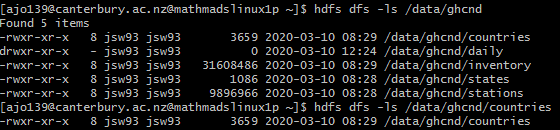 [ajo139@canterbury.ac.nz@mathmadslinux1p ~]$ hdfs dfs -ls /data/ghcnd
Found 5 items
-rwxr-xr-x   8 jsw93 jsw93       3659 2020-03-10 08:29 /data/ghcnd/countries
drwxr-xr-x   - jsw93 jsw93          0 2020-03-10 12:24 /data/ghcnd/daily
-rwxr-xr-x   8 jsw93 jsw93   31608486 2020-03-10 08:29 /data/ghcnd/inventory
-rwxr-xr-x   8 jsw93 jsw93       1086 2020-03-10 08:28 /data/ghcnd/states
-rwxr-xr-x   8 jsw93 jsw93    9896966 2020-03-10 08:28 /data/ghcnd/stations
[ajo139@canterbury.ac.nz@mathmadslinux1p ~]$ hdfs dfs -ls /data/ghcnd/countries
-rwxr-xr-x   8 jsw93 jsw93       3659 2020-03-10 08:29 /data/ghcnd/countries